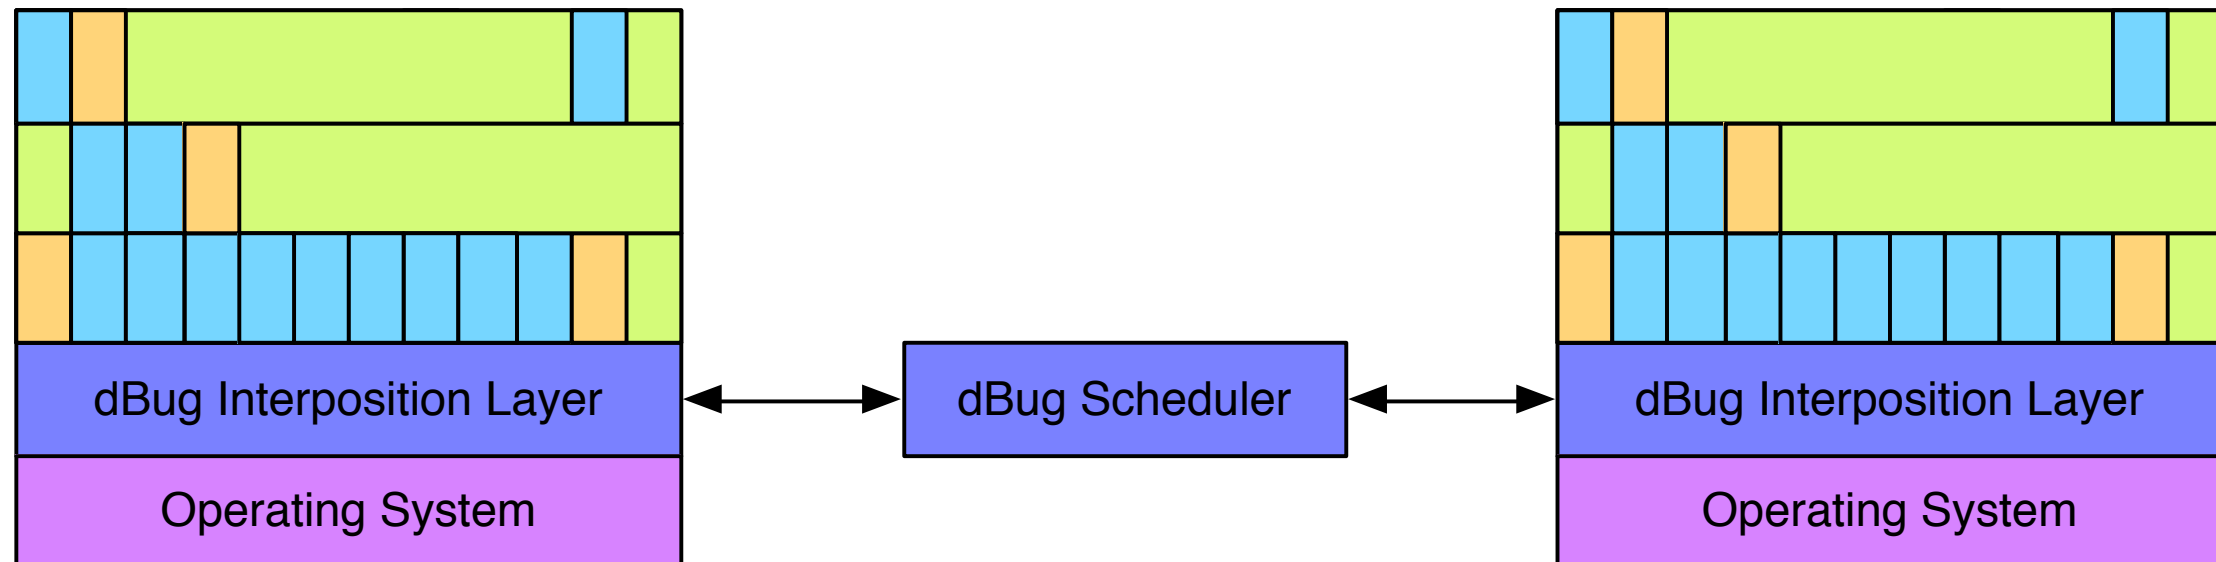 dBug Interposition Layer
dBug Scheduler
dBug Interposition Layer
Operating System
Operating System